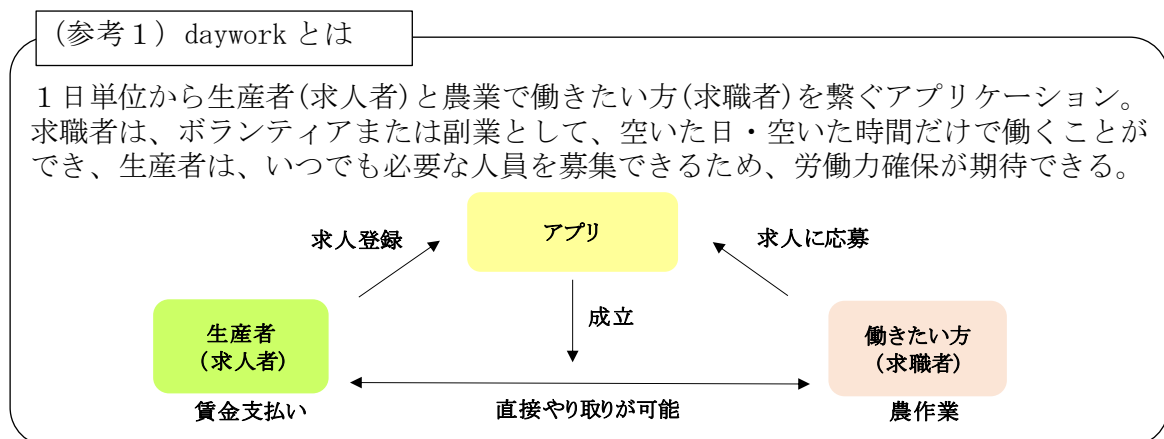 (参考1) daywork とは
1日単位から生産者(求人者)と農業で働きたい方(求職者)を繋ぐアプリケーション。
求職者は、ボランティアまたは副業として、空いた日・空いた時間だけで働くことが
でき、生産者は、いつでも必要な人員を募集できるため、労働力確保が期待できる。
アプリ
求人登録
求人に応募
成立
生産者
(求人者)
働きたい方
(求職者)
賃金支払い
直接やり取りが可能
農作業